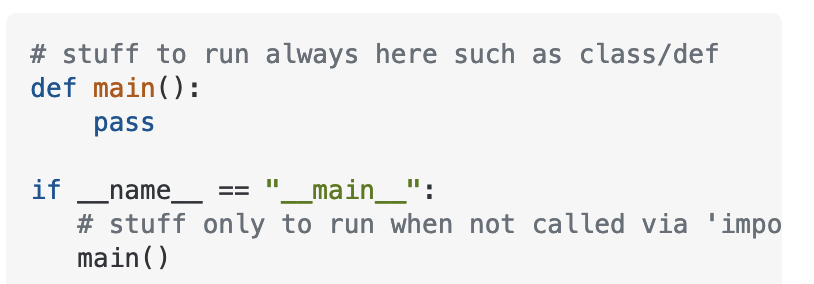 # stuff to run always here such as class/def
def main():
    pass

if __name__ == "__main__":
   # stuff only to run when not called via 'impo
   main()